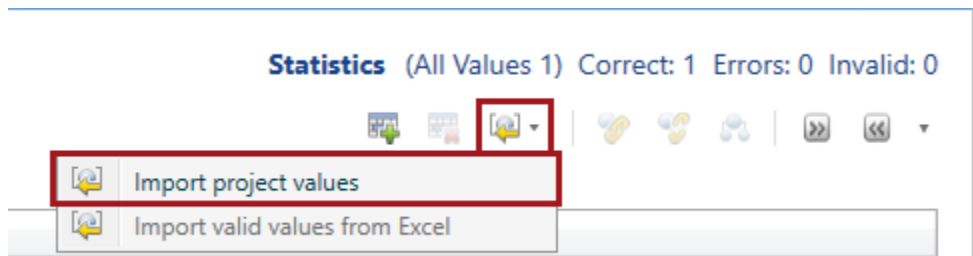 Statistics (All Values 1) Correct: 1 Errors: 0 Invalid: 0
Import project values
Import valid values from Excel